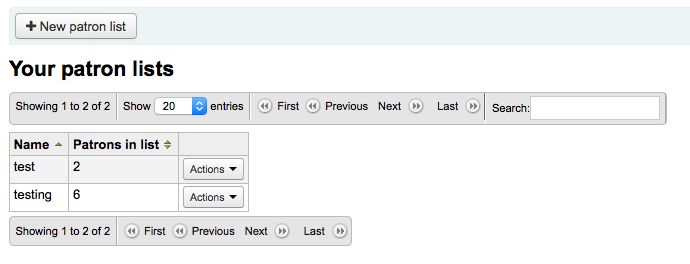 New patron list
Your patron lists
Showing 1 to 2 of 2 Show 20 entries First Previous Next Last Search:
Name Patrons in list
test 2 Actions
testing 6 Actions
Showing 1 to 2 of 2 First Previous Next Last